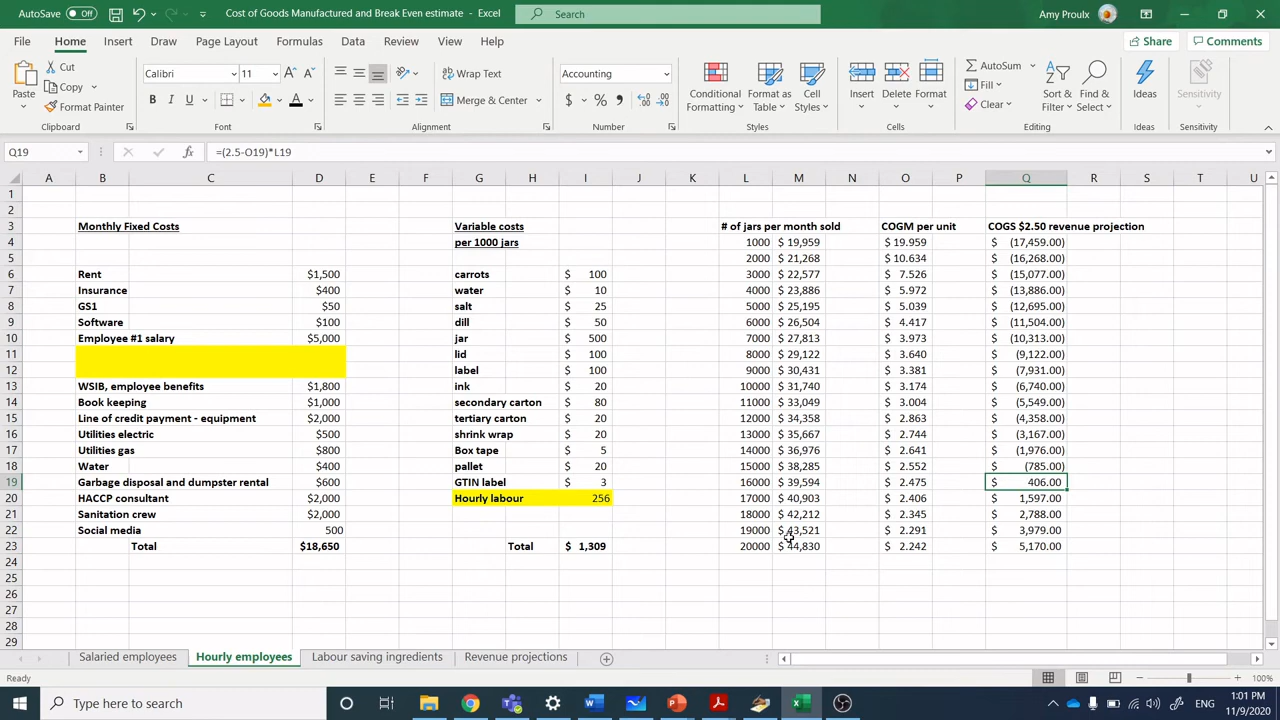 AutoSave Off Cost of Goods Manufactured and Break Even estimate - Excel Search Amy Proulx
File Home Insert Draw Page Layout Formulas Data Review View Help Share Comments
Paste Cut Copy Format Painter Clipboard
Calibri 11 B I U A Font
Wrap Text Merge & Center Alignment
Accounting $ % Number
Conditional Formatting Format as Table Cell Styles Styles
Insert Delete Format Cells
AutoSum Fill Clear Sort & Filter Find & Select Editing
Ideas Ideas Sensitivity Sensitivity
Q19 fx =(2.5-O19)*L19
A B C D E F G H I J K L M N O P Q R S T U
1
2
3 Monthly Fixed Costs Variable costs # of jars per month sold COGM per unit COGS $2.50 revenue projection
4 per 1000 jars 1000 $ 19,959 $ 19.959 $ (17,459.00)
5 2000 $ 21,268 $ 10.634 $ (16,268.00)
6 Rent $1,500 carrots $ 100 3000 $ 22,577 $ 7.526 $ (15,077.00)
7 Insurance $400 water $ 10 4000 $ 23,886 $ 5.972 $ (13,886.00)
8 GS1 $50 salt $ 25 5000 $ 25,195 $ 5.039 $ (12,695.00)
9 Software $100 dill $ 50 6000 $ 26,504 $ 4.417 $ (11,504.00)
10 Employee #1 salary $5,000 jar $ 500 7000 $ 27,813 $ 3.973 $ (10,313.00)
11 lid $ 100 8000 $ 29,122 $ 3.640 $ (9,122.00)
12 label $ 100 9000 $ 30,431 $ 3.381 $ (7,931.00)
13 WSIB, employee benefits $1,800 ink $ 20 10000 $ 31,740 $ 3.174 $ (6,740.00)
14 Book keeping $1,000 secondary carton $ 80 11000 $ 33,049 $ 3.004 $ (5,549.00)
15 Line of credit payment - equipment $2,000 tertiary carton $ 20 12000 $ 34,358 $ 2.863 $ (4,358.00)
16 Utilities electric $500 shrink wrap $ 20 13000 $ 35,667 $ 2.744 $ (3,167.00)
17 Utilities gas $800 Box tape $ 5 14000 $ 36,976 $ 2.641 $ (1,976.00)
18 Water $400 pallet $ 20 15000 $ 38,285 $ 2.552 $ (785.00)
19 Garbage disposal and dumpster rental $600 GTIN label $ 3 16000 $ 39,594 $ 2.475 $ 406.00
20 HACCP consultant $2,000 Hourly labour 256 17000 $ 40,903 $ 2.406 $ 1,597.00
21 Sanitation crew $2,000 18000 $ 42,212 $ 2.345 $ 2,788.00
22 Social media 500 19000 $ 43,521 $ 2.291 $ 3,979.00
23 Total $18,650 Total $ 1,309 20000 $ 44,830 $ 2.242 $ 5,170.00
24
25
26
27
28
29
Salaried employees Hourly employees Labour saving ingredients Revenue projections
Ready 100%
Type here to search 1:01 PM
11/9/2020